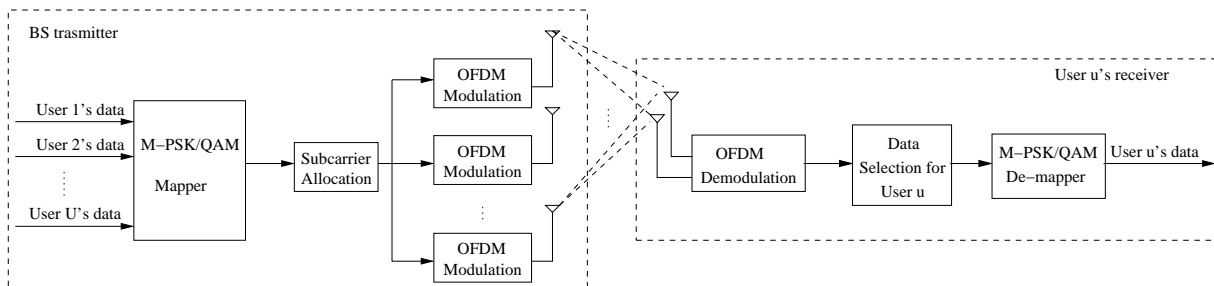 BS trasmitter
User 1's data
User 2's data
User U's data
M-PSK/QAM
Mapper
Subcarrier
Allocation
OFDM
Modulation
OFDM
Modulation
OFDM
Modulation
User u's receiver
OFDM
Demodulation
Data
Selection for
User u
M-PSK/QAM
De-mapper
User u's data